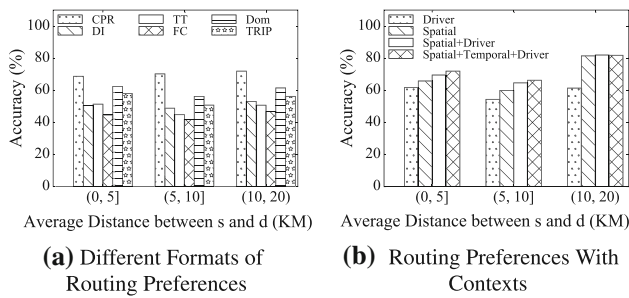 100
80
60
40
20
0
Accuracy (%)
CPR TT Dom
DI FC TRIP
(0, 5] (5, 10] (10, 20)
Average Distance between s and d (KM)
(a) Different Formats of
Routing Preferences
100
80
60
40
20
0
Accuracy (%)
Driver
Spatial
Spatial+Driver
Spatial+Temporal+Driver
(0, 5] (5, 10] (10, 20)
Average Distance between s and d (KM)
(b) Routing Preferences With
Contexts